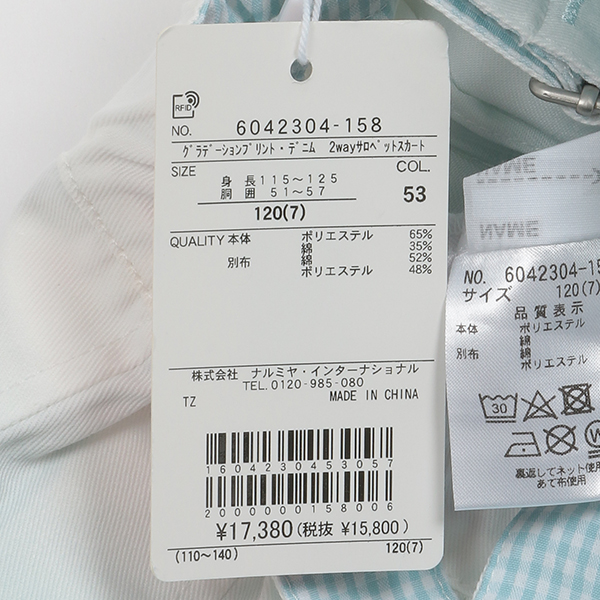 RFID
NO. 6042304-158
ｸﾞﾗﾃﾞｰｼｮﾝﾌﾟﾘﾝﾄ・ﾃﾞﾆﾑ 2wayｻﾛﾍﾟｯﾄｽｶｰﾄ
SIZE
COL.
身長115～125
胴囲 51～57
53
120(7)
QUALITY 本体 ポリエステル 65%
綿 35%
別布 綿 52%
ポリエステル 48%
株式会社 ナルミヤ・インターナショナル
TEL.0120-985-080
TZ MADE IN CHINA
1604230453057
2000000158006
¥17,380(税抜 ¥15,800)
(110～140) 120(7)
NAME
NO. 6042304-158
サイズ 120(7)
品質表示
本体 ポリエステル
綿
別布 綿
ポリエステル
30
裏返してネット使用
あて布使用